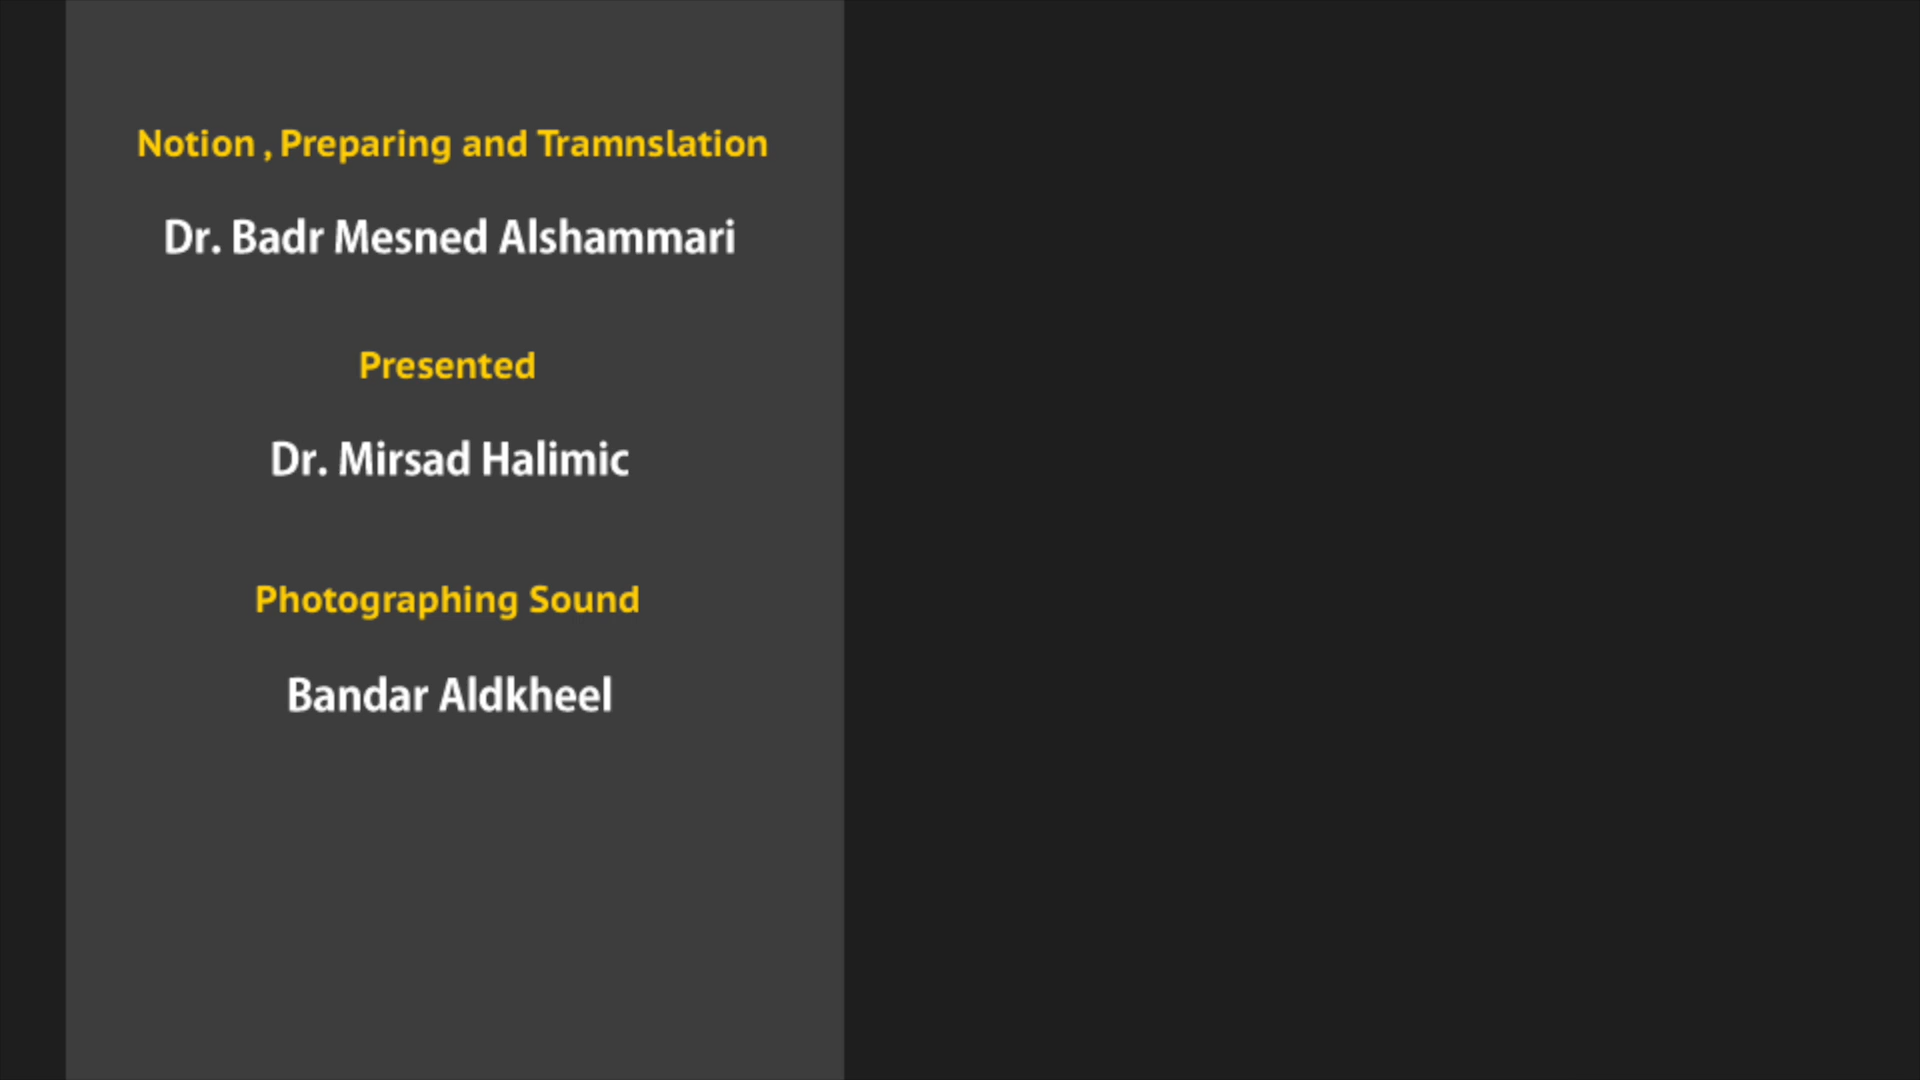 Notion , Preparing and Tramnslation
Dr. Badr Mesned Alshammari
Presented
Dr. Mirsad Halimic
Photographing Sound
Bandar Aldkheel